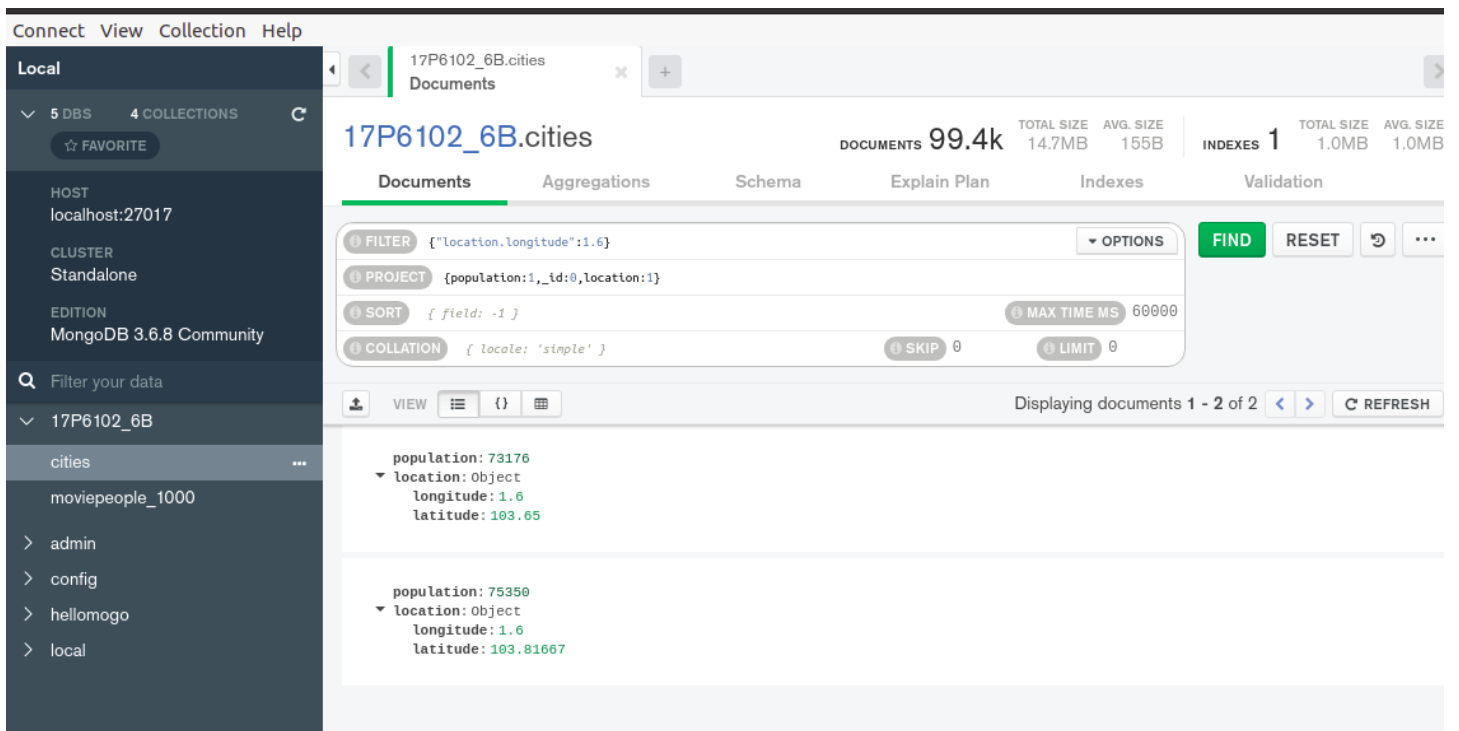 Connect View Collection Help
Local
5 DBS 4 COLLECTIONS
FAVORITE
HOST
localhost:27017
CLUSTER
Standalone
EDITION
MongoDB 3.6.8 Community
Filter your data
17P6102_6B
cities
moviepeople_1000
admin
config
hellomogo
local
17P6102_6B.cities
Documents
17P6102_6B.cities
DOCUMENTS 99.4k
TOTAL SIZE AVG. SIZE
14.7MB 155B
INDEXES 1
TOTAL SIZE AVG. SIZE
1.0MB 1.0MB
Documents Aggregations Schema Explain Plan Indexes Validation
FILTER {"location.longitude":1.6} OPTIONS FIND RESET
PROJECT {population:1,_id:0,location:1}
SORT { field: -1 } MAX TIME MS 60000
COLLATION { locale: 'simple' } SKIP 0 LIMIT 0
VIEW {} Displaying documents 1 - 2 of 2 < > REFRESH
population: 73176
location: Object
longitude: 1.6
latitude: 103.65
population: 75350
location: Object
longitude: 1.6
latitude: 103.81667